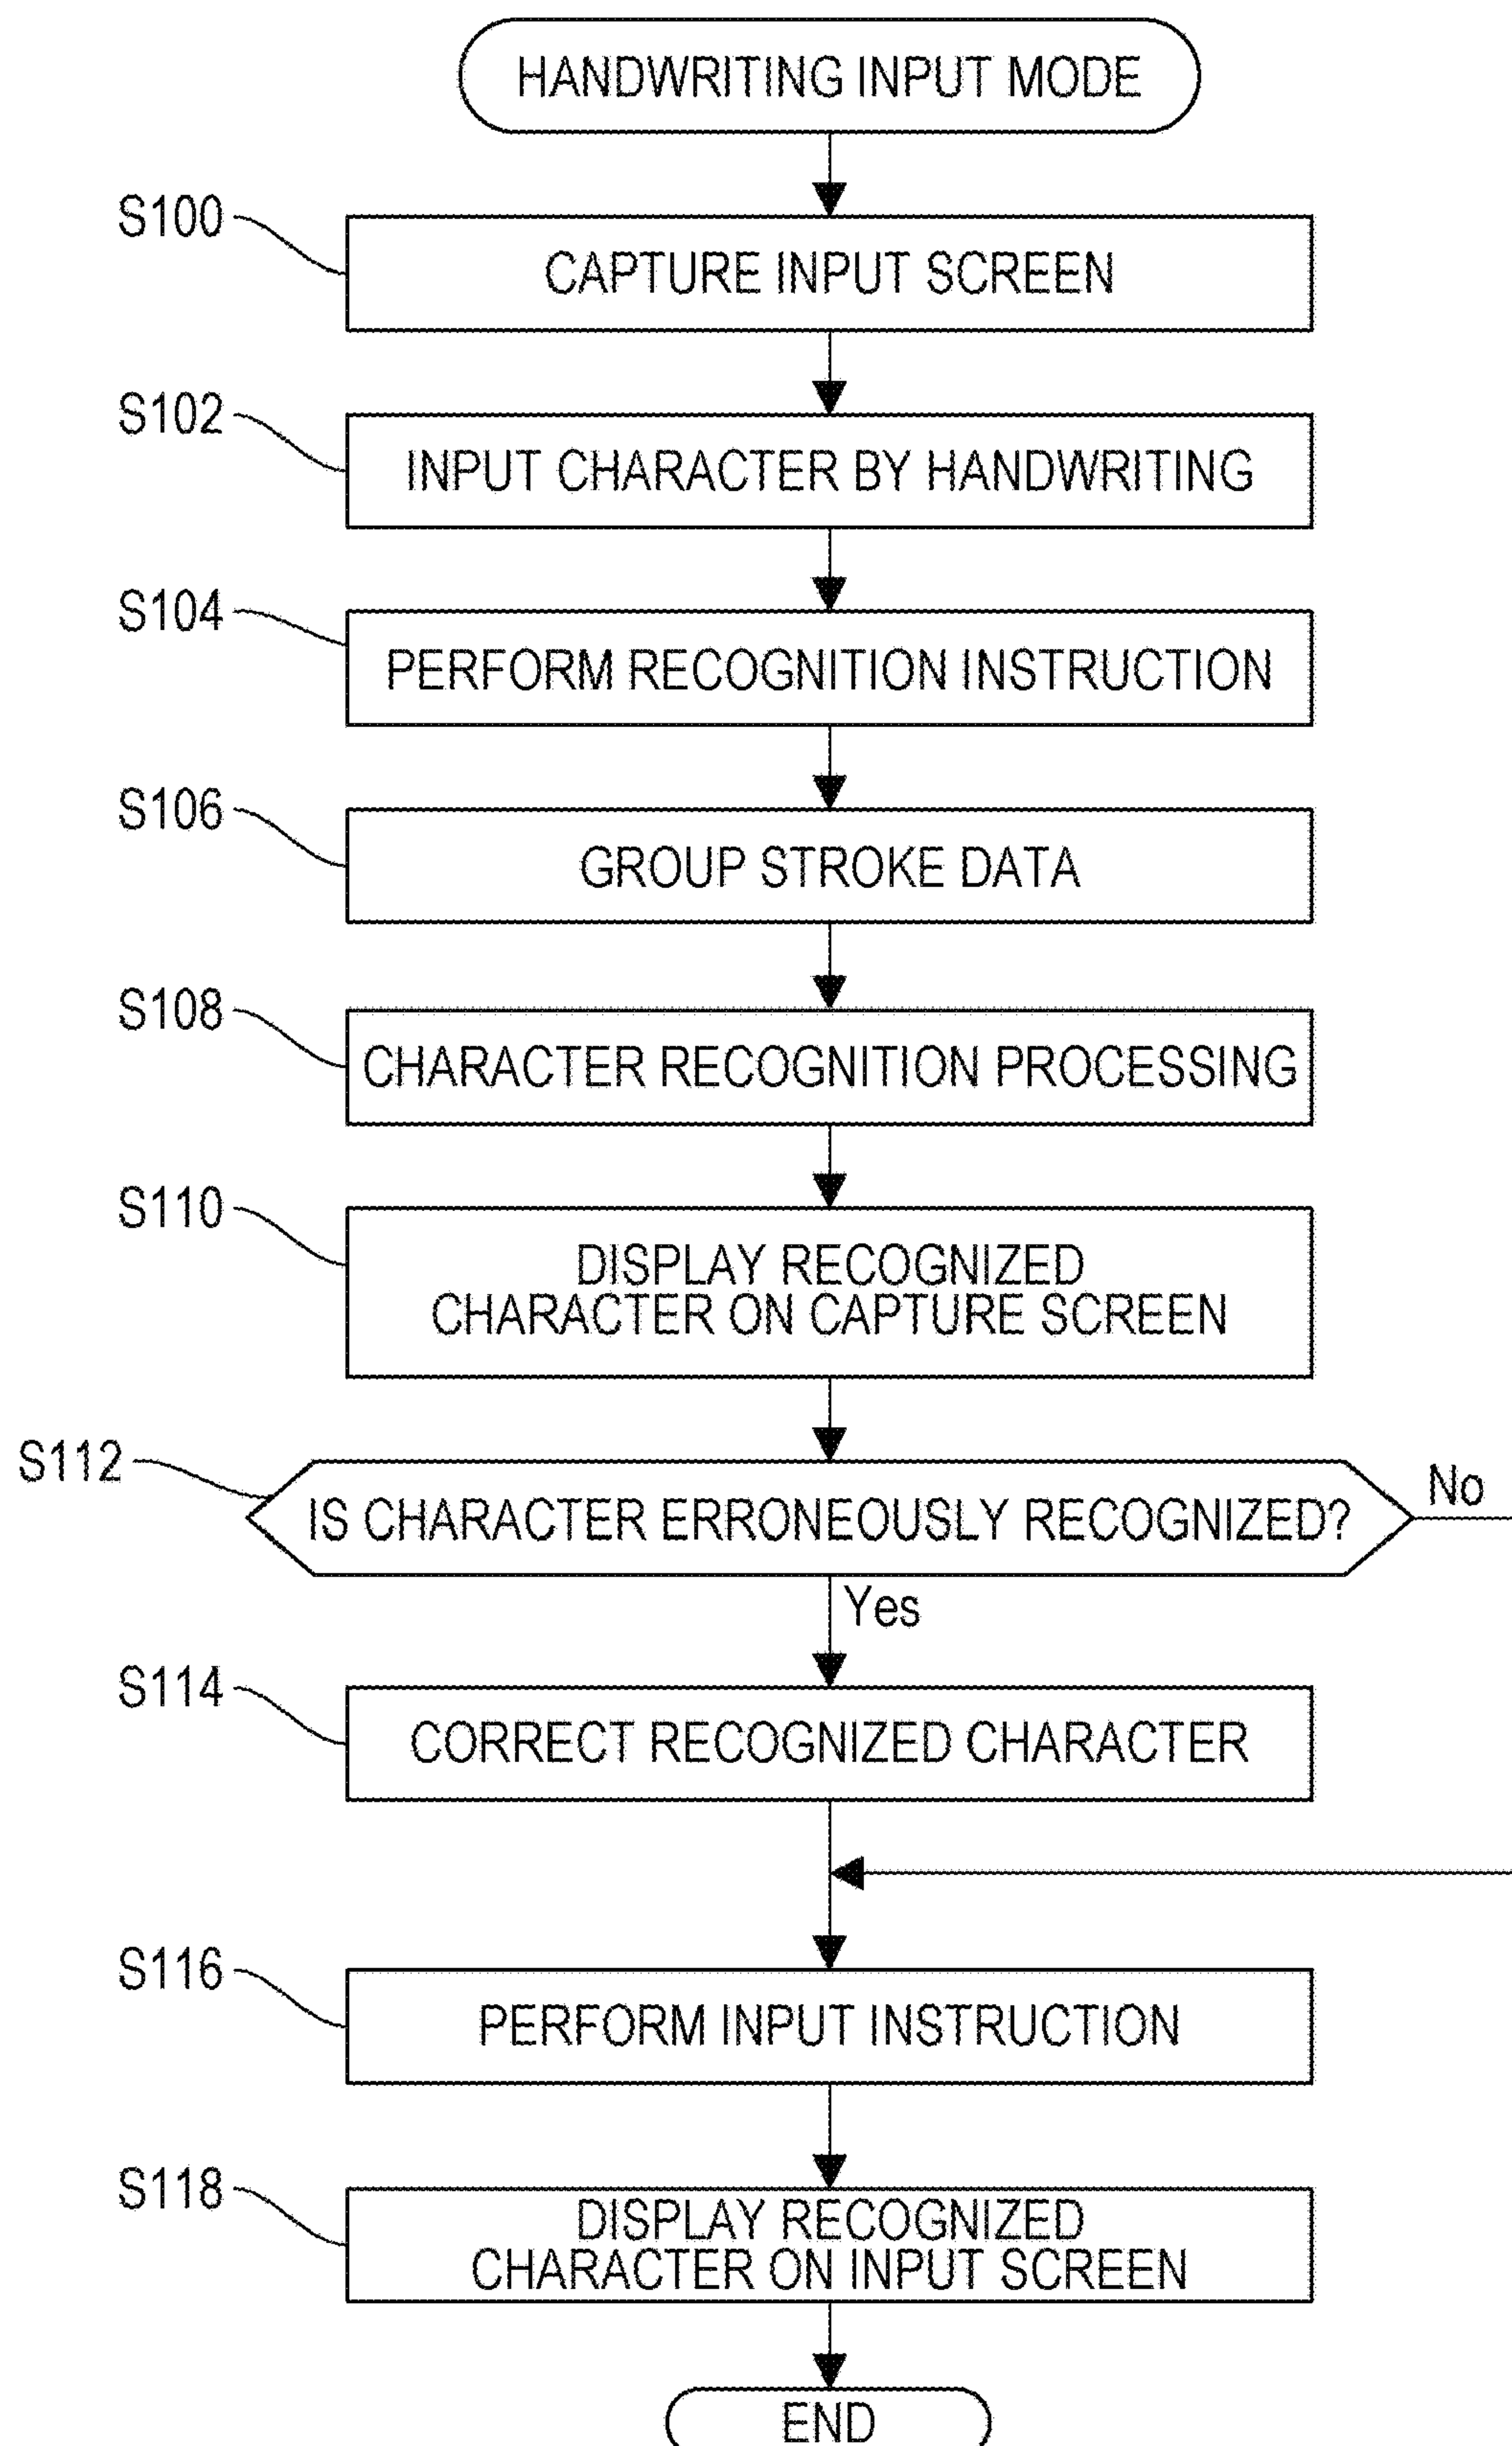 HANDWRITING INPUT MODE
S100
CAPTURE INPUT SCREEN
S102
INPUT CHARACTER BY HANDWRITING
S104
PERFORM RECOGNITION INSTRUCTION
S106
GROUP STROKE DATA
S108
CHARACTER RECOGNITION PROCESSING
S110
DISPLAY RECOGNIZED
CHARACTER ON CAPTURE SCREEN
S112
IS CHARACTER ERRONEOUSLY RECOGNIZED?
No
Yes
S114
CORRECT RECOGNIZED CHARACTER
S116
PERFORM INPUT INSTRUCTION
S118
DISPLAY RECOGNIZED
CHARACTER ON INPUT SCREEN
END